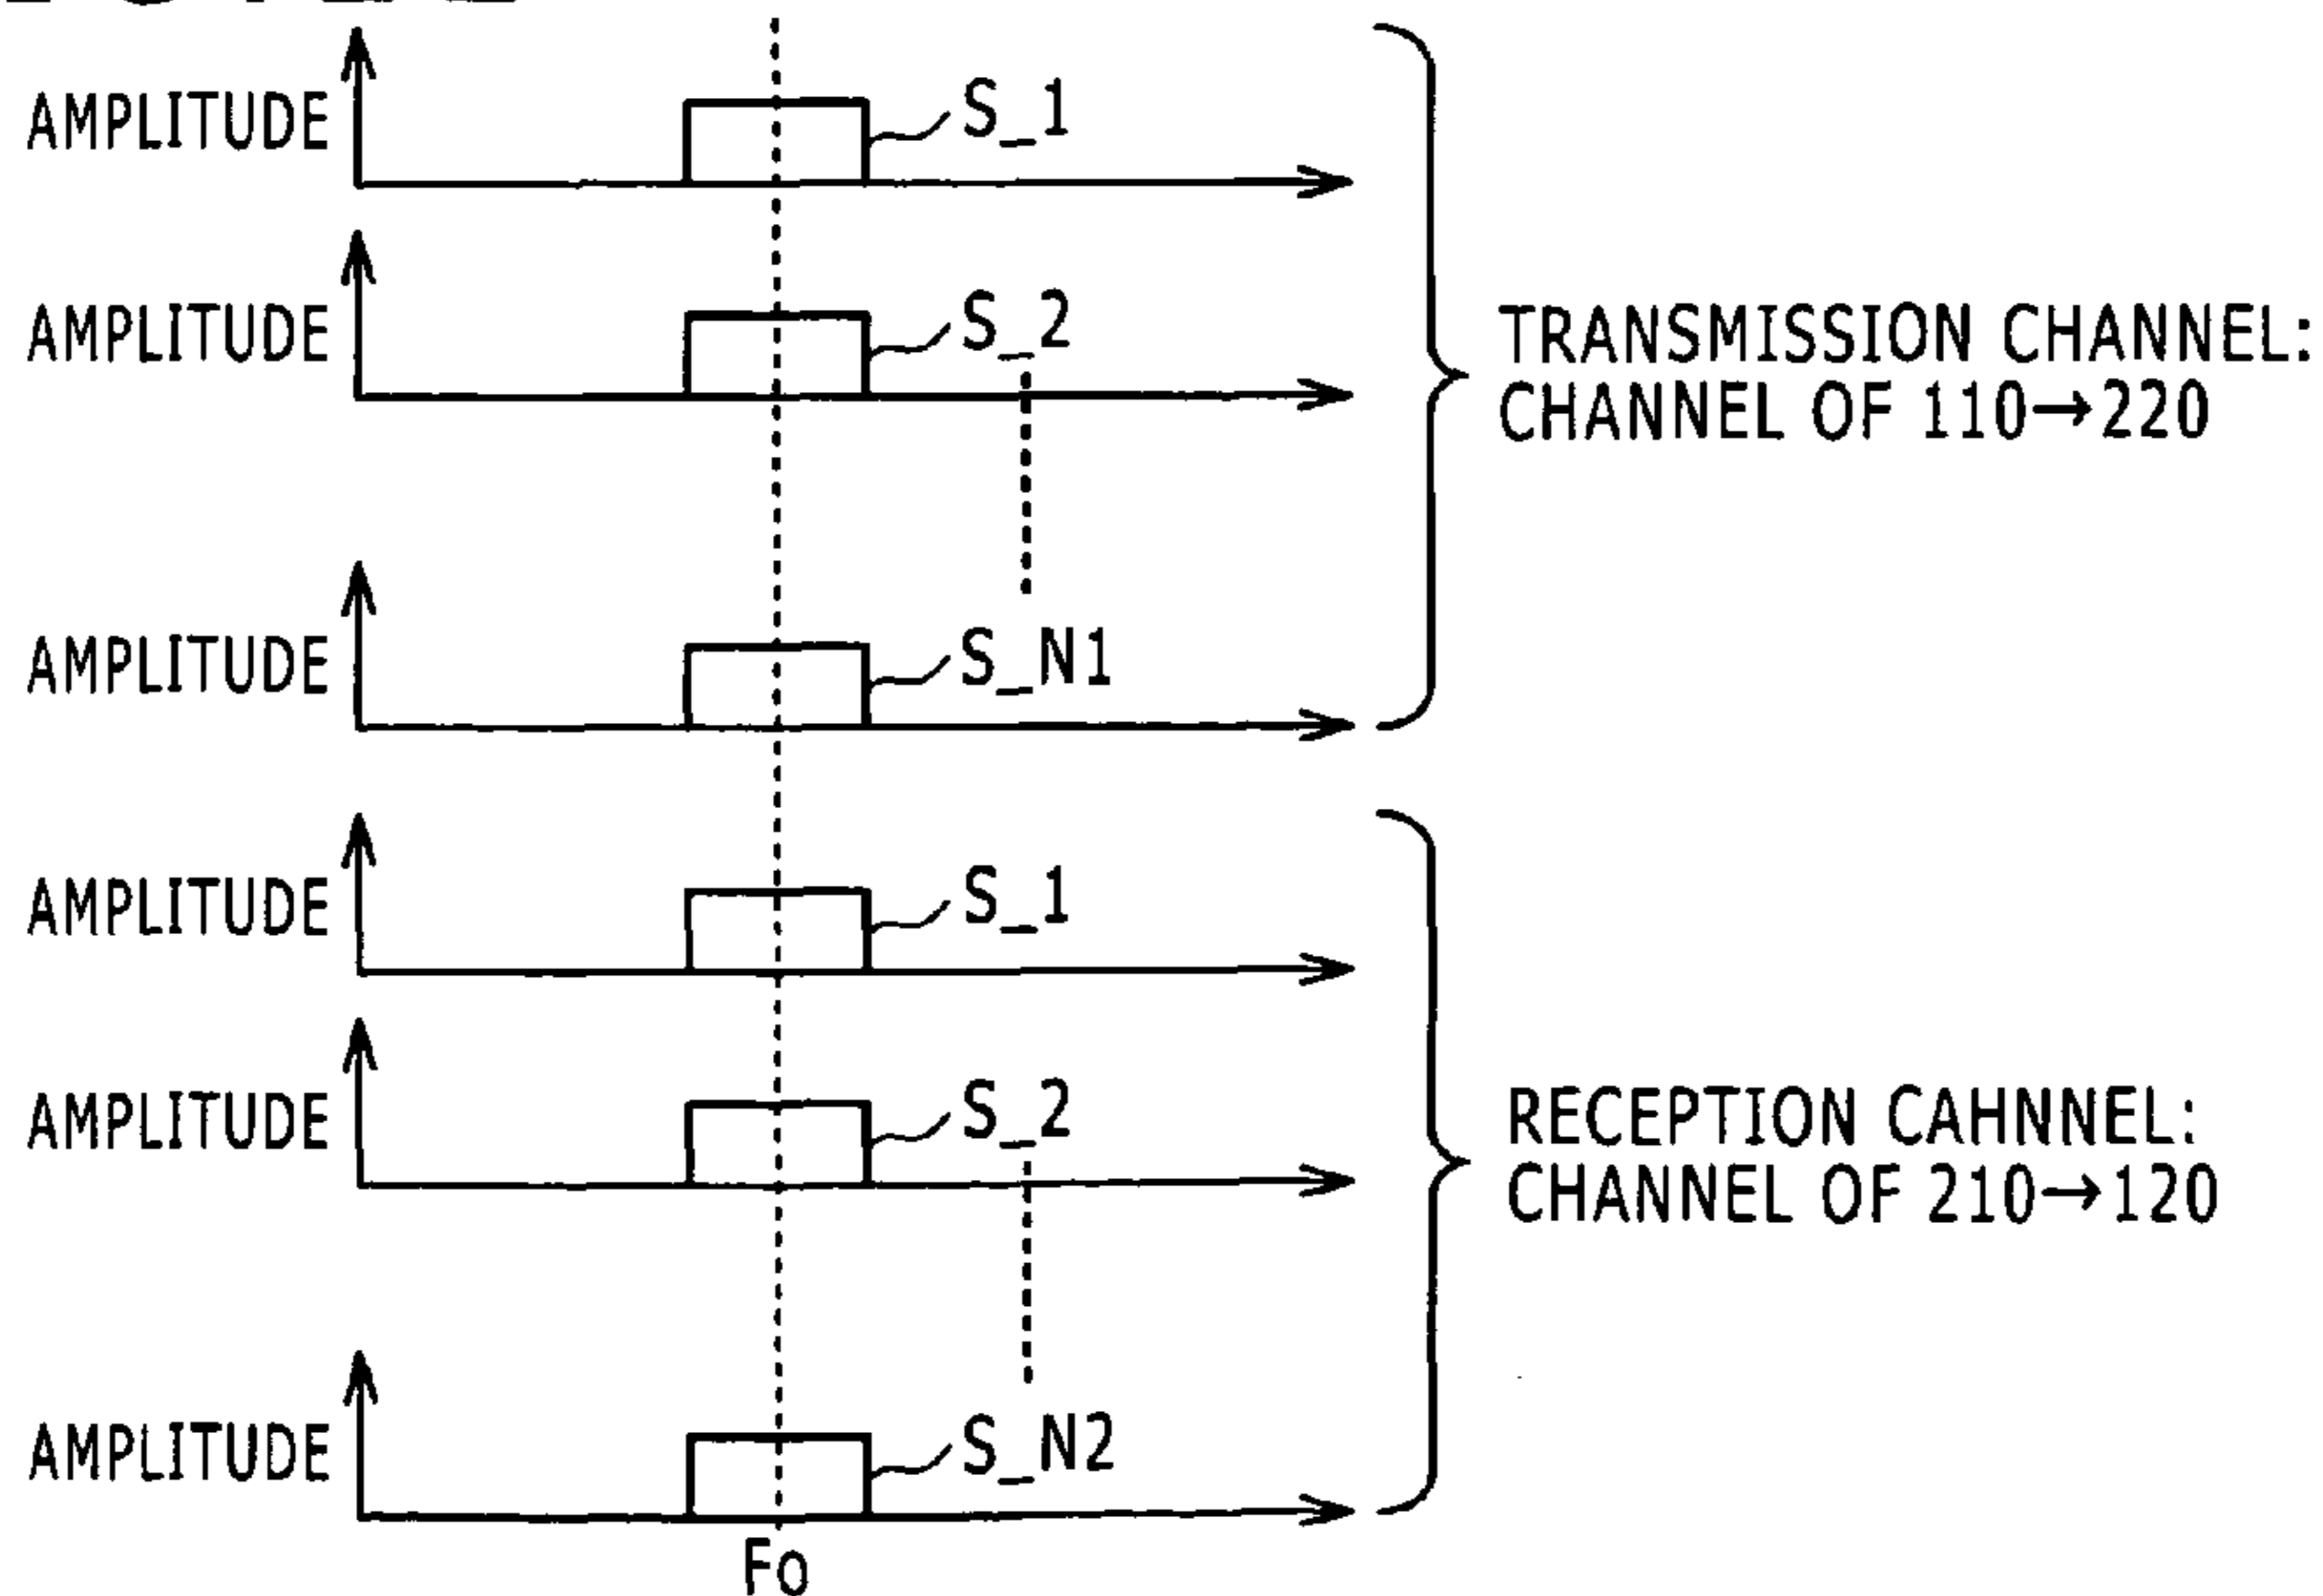 AMPLITUDE S_1
AMPLITUDE S_2
TRANSMISSION CHANNEL:
CHANNEL OF 110→220
AMPLITUDE S_N1
AMPLITUDE S_1
AMPLITUDE S_2
RECEPTION CAHNNEL:
CHANNEL OF 210→120
AMPLITUDE S_N2
Fo